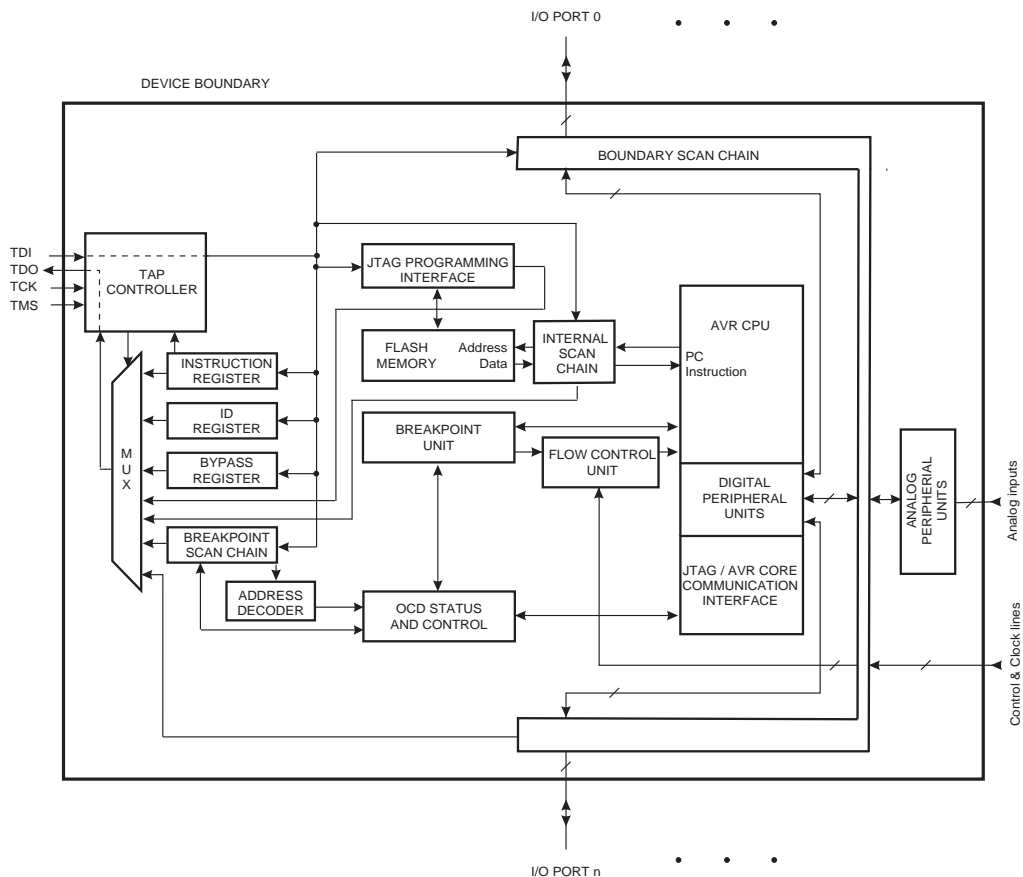 I/O PORT 0
DEVICE BOUNDARY
BOUNDARY SCAN CHAIN
TDI
TDO
TCK
TMS
TAP
CONTROLLER
JTAG PROGRAMMING
INTERFACE
FLASH
MEMORY
Address
Data
INTERNAL
SCAN
CHAIN
AVR CPU
PC
Instruction
INSTRUCTION
REGISTER
ID
REGISTER
BYPASS
REGISTER
M
U
X
BREAKPOINT
UNIT
FLOW CONTROL
UNIT
DIGITAL
PERIPHERAL
UNITS
ANALOG
PERIPHERIAL
UNITS
Analog inputs
BREAKPOINT
SCAN CHAIN
ADDRESS
DECODER
OCD STATUS
AND CONTROL
JTAG / AVR CORE
COMMUNICATION
INTERFACE
Control & Clock lines
I/O PORT n